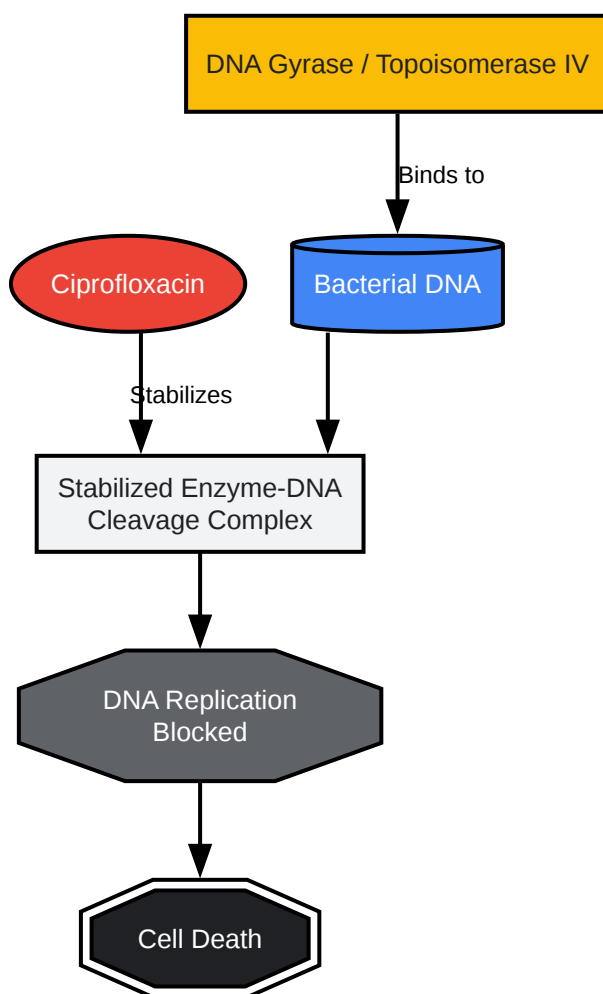 DNA Gyrase / Topoisomerase IV
Binds to
Ciprofloxacin
Bacterial DNA
Stabilizes
Stabilized Enzyme-DNA
Cleavage Complex
DNA Replication
Blocked
Cell Death